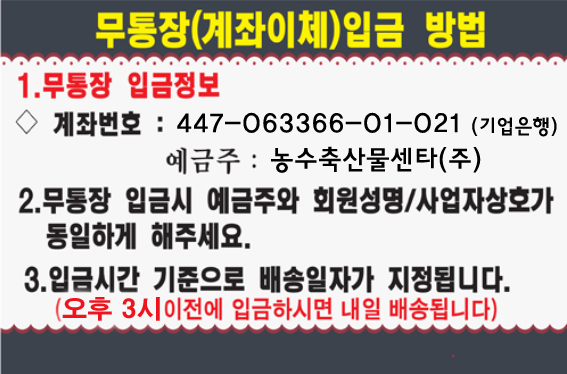 무통장(계좌이체)입금 방법
1.무통장 입금정보
◇ 계좌번호 : 447-063366-01-021 (기업은행)
예금주 : 농수축산물센타(주)
2.무통장 입금시 예금주와 회원성명/사업자상호가
동일하게 해주세요.
3.입금시간 기준으로 배송일자가 지정됩니다.
(오후 3시이전에 입금하시면 내일 배송됩니다)